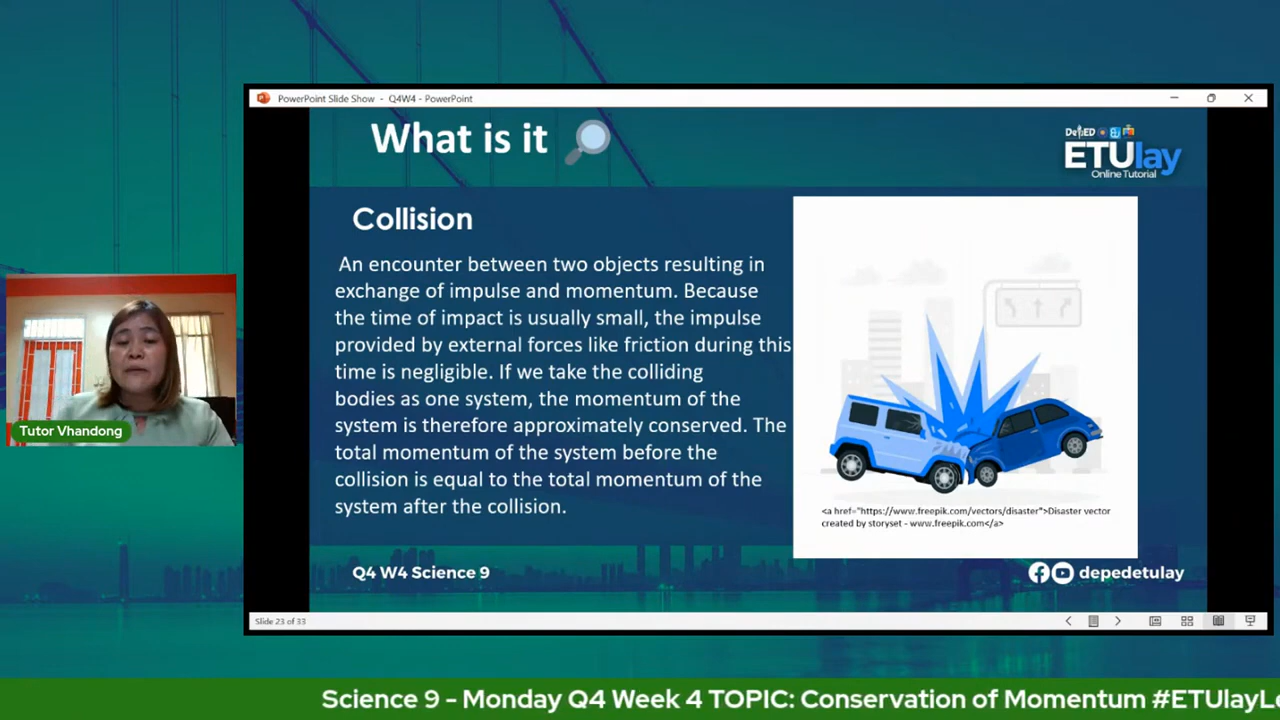 PowerPoint Slide Show - Q4W4 - PowerPoint
What is it
DepED
ETUlay
Online Tutorial
Collision
An encounter between two objects resulting in
exchange of impulse and momentum. Because
the time of impact is usually small, the impulse
provided by external forces like friction during this
time is negligible. If we take the colliding
bodies as one system, the momentum of the
system is therefore approximately conserved. The
total momentum of the system before the
collision is equal to the total momentum of the
system after the collision.
<a href="https://www.freepik.com/vectors/disaster">Disaster vector
created by storyset - www.freepik.com</a>
Tutor Vhandong
Q4 W4 Science 9
depedetulay
Slide 23 of 33
Science 9 - Monday Q4 Week 4 TOPIC: Conservation of Momentum #ETUlayLe